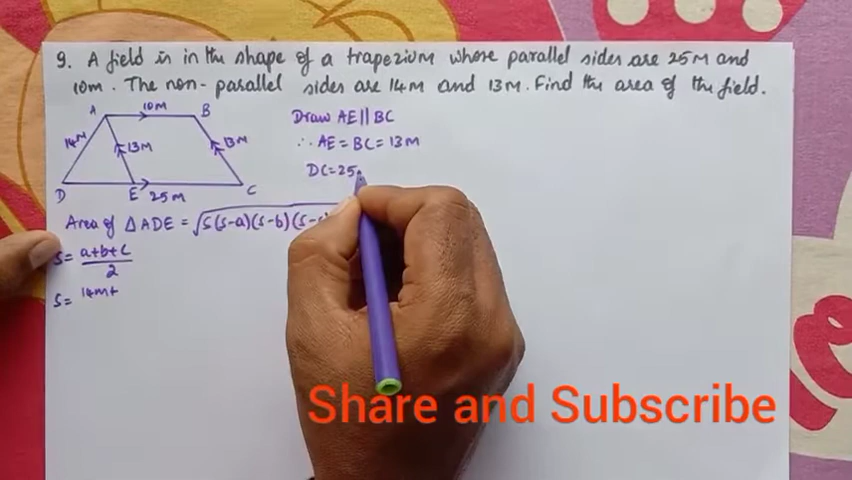 9. A field is in the shape of a trapezium whose parallel sides are 25M and
10M. The non-parallel sides are 14M and 13M. Find the area of the field.
A 10M B
14M 13M 13M
D E 25M C
Draw AE || BC
∴ AE = BC = 13M
DC = 25
Area of △ADE = √s(s-a)(s-b)(s-
S = a+b+c
2
S = 14M+
Share and Subscribe